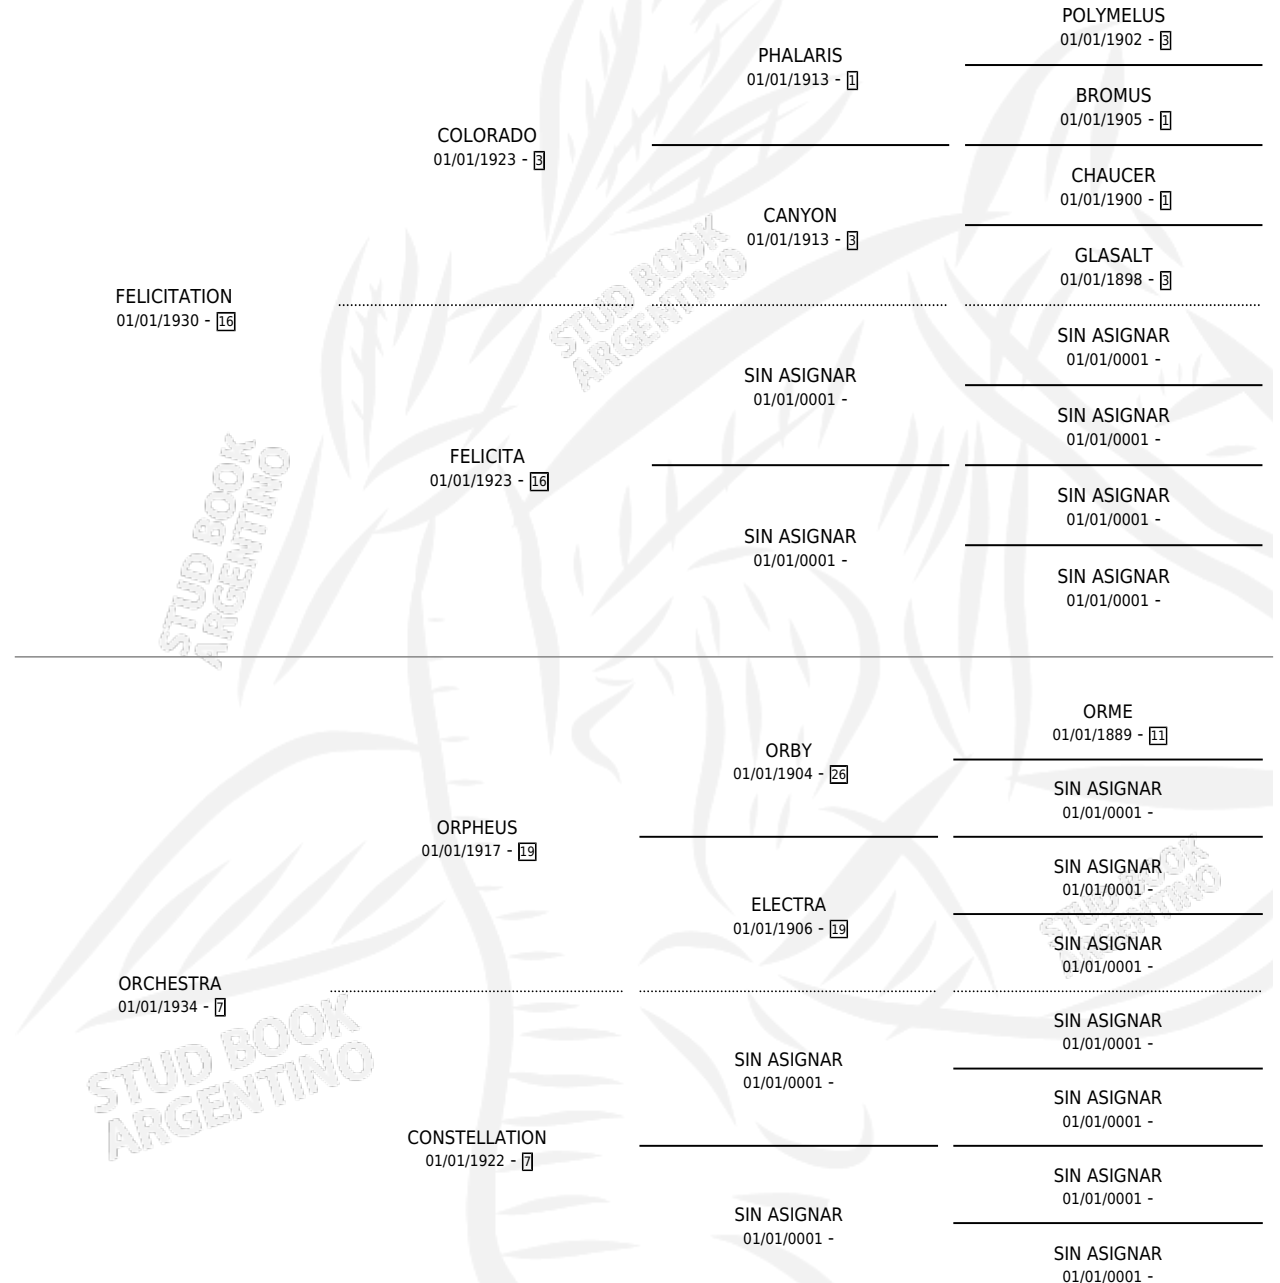 POLYMELUS
01/01/1902 - 3
PHALARIS
01/01/1913 - 1
BROMUS
01/01/1905 - 1
COLORADO
01/01/1923 - 3
CHAUCER
01/01/1900 - 1
CANYON
01/01/1913 - 3
GLASALT
01/01/1898 - 3
FELICITATION
01/01/1930 - 16
SIN ASIGNAR
01/01/0001 -
SIN ASIGNAR
01/01/0001 -
SIN ASIGNAR
01/01/0001 -
FELICITA
01/01/1923 - 16
SIN ASIGNAR
01/01/0001 -
SIN ASIGNAR
01/01/0001 -
SIN ASIGNAR
01/01/0001 -
STUD BOOK
ARGENTINO
STUD BOOK
ARGENTINO
ORME
01/01/1889 - 11
ORBY
01/01/1904 - 26
SIN ASIGNAR
01/01/0001 -
ORPHEUS
01/01/1917 - 19
SIN ASIGNAR
01/01/0001 -
ELECTRA
01/01/1906 - 19
SIN ASIGNAR
01/01/0001 -
ORCHESTRA
01/01/1934 - 7
SIN ASIGNAR
01/01/0001 -
SIN ASIGNAR
01/01/0001 -
SIN ASIGNAR
01/01/0001 -
CONSTELLATION
01/01/1922 - 7
SIN ASIGNAR
01/01/0001 -
SIN ASIGNAR
01/01/0001 -
SIN ASIGNAR
01/01/0001 -
STUD BOOK
ARGENTINO
STUD BOOK
ARGENTINO